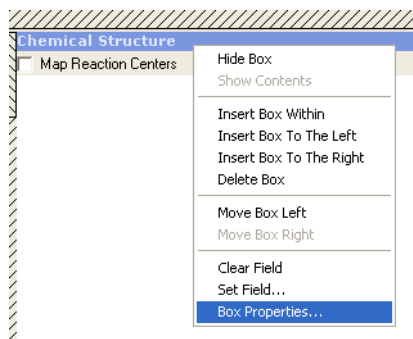 Chemical Structure
Map Reaction Centers
Hide Box
Show Contents
Insert Box Within
Insert Box To The Left
Insert Box To The Right
Delete Box
Move Box Left
Move Box Right
Clear Field
Set Field...
Box Properties...